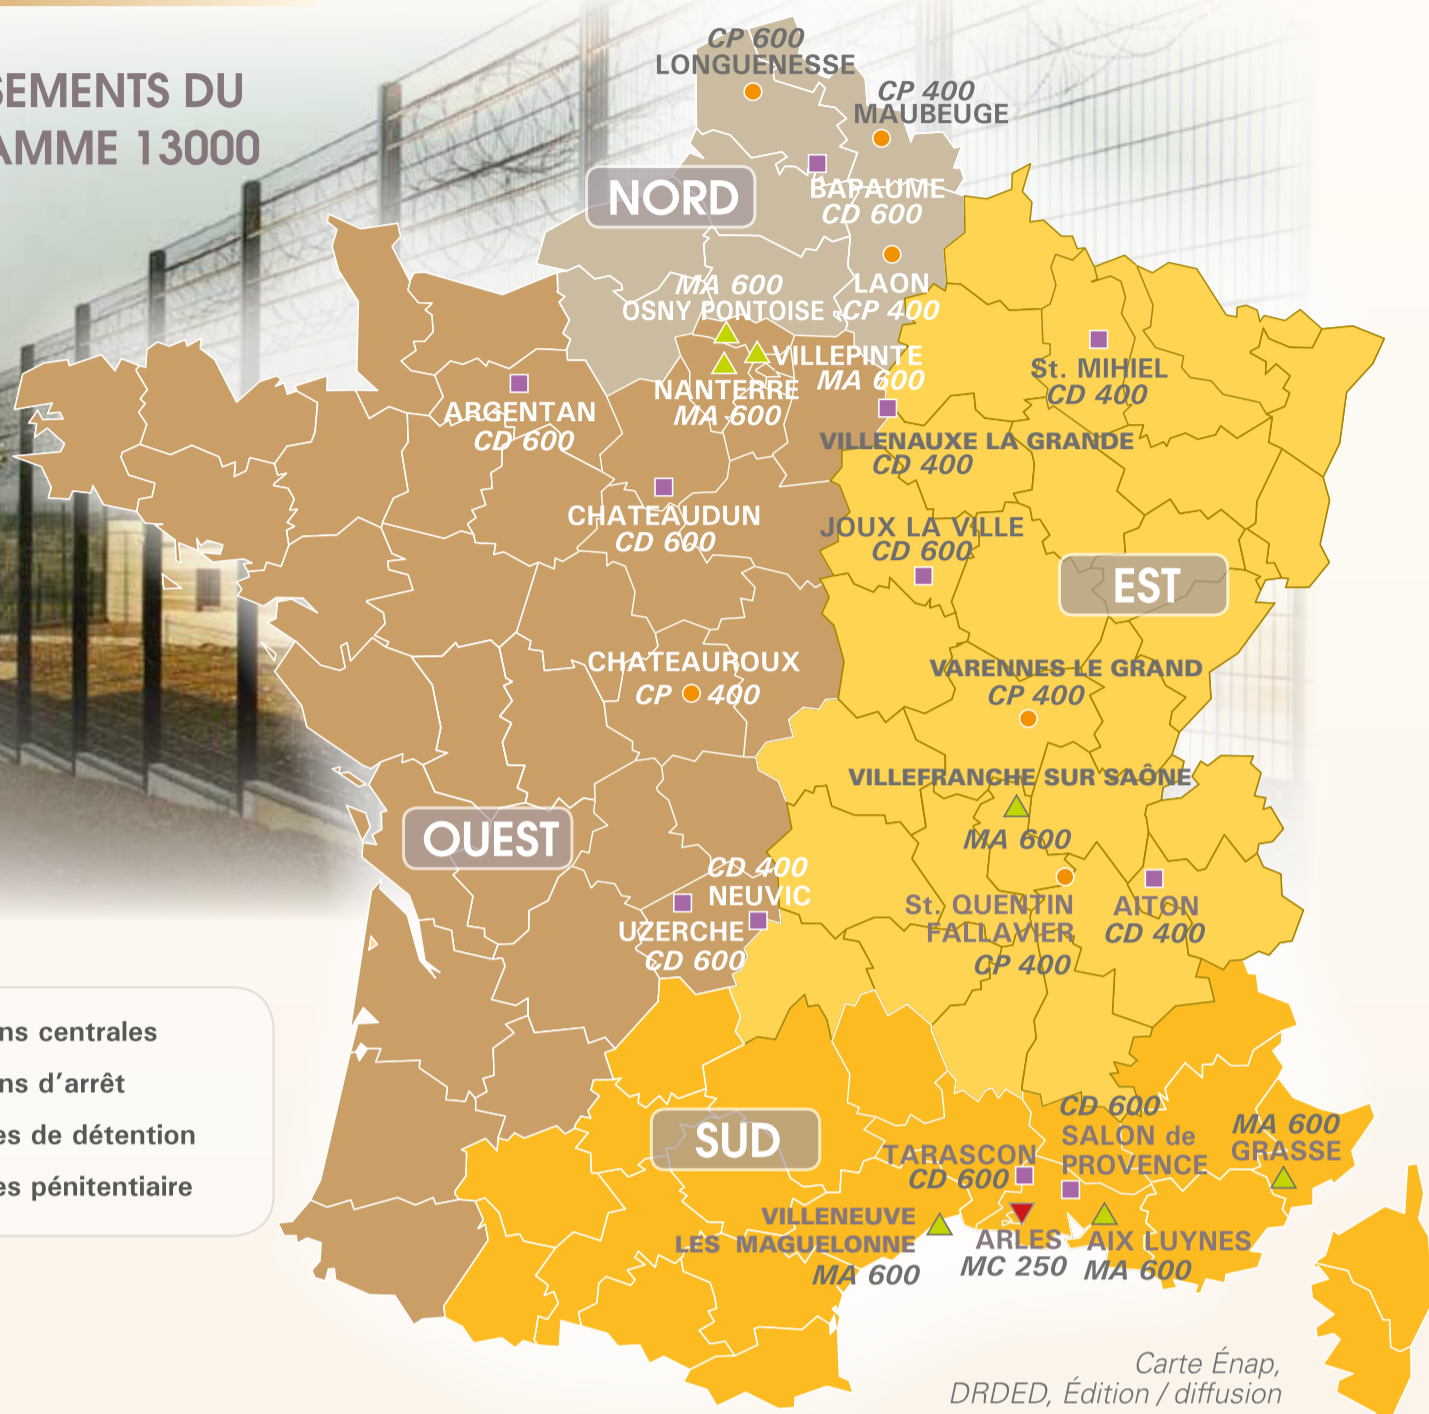 SEMENTS DU
AMME 13000
CP 600
LONGUENESSE
CP 400
MAUBEUGE
NORD
BAPAUME
CD 600
MA 600
OSNY PONTOISE
LAON
CP 400
VILLEPINTE
MA 600
NANTERRE
MA 600
St. MIHIEL
CD 400
ARGENTAN
CD 600
VILLENAUXE LA GRANDE
CD 400
CHATEAUDUN
CD 600
JOUX LA VILLE
CD 600
EST
CHATEAUROUX
CP 400
VARENNES LE GRAND
CP 400
VILLEFRANCHE SUR SAÔNE
MA 600
OUEST
CD 400
NEUVIC
UZERCHE
CD 600
St. QUENTIN
FALLAVIER
CP 400
AITON
CD 400
ns centrales
ns d’arrêt
es de détention
es pénitentiaire
SUD
CD 600
SALON de
PROVENCE
MA 600
GRASSE
TARASCON
CD 600
VILLENEUVE
LES MAGUELONNE
MA 600
ARLES
MC 250
AIX LUYNES
MA 600
Carte Énap,
DRDED, Édition / diffusion